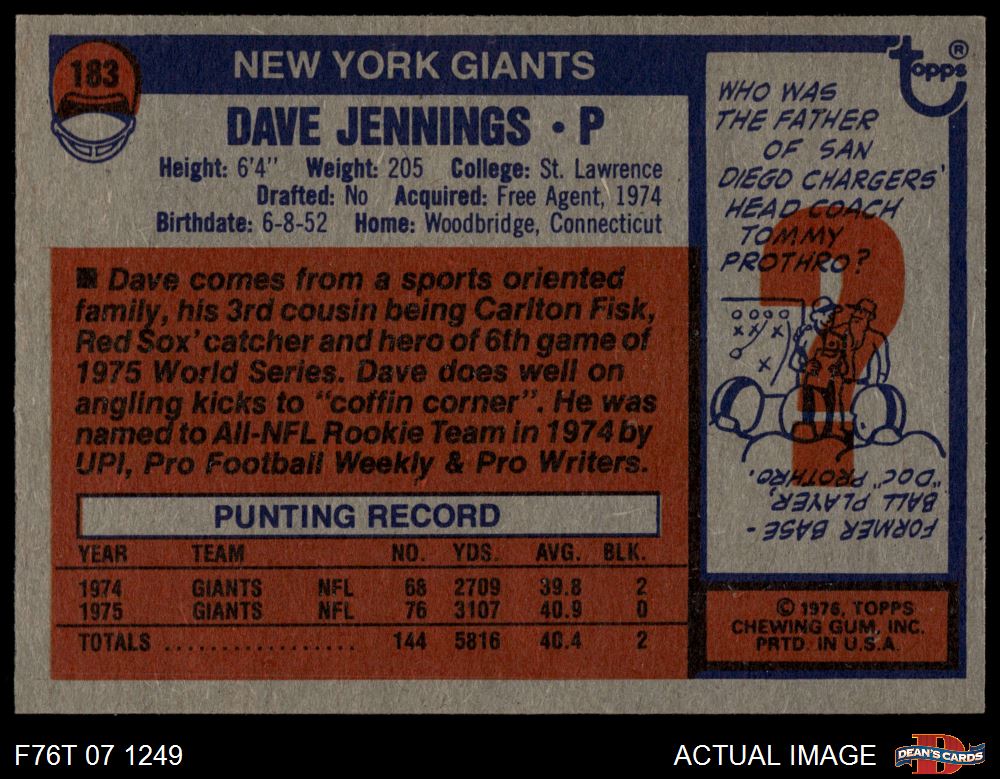 183
NEW YORK GIANTS
DAVE JENNINGS • P
Height: 6'4" Weight: 205 College: St. Lawrence
Drafted: No Acquired: Free Agent, 1974
Birthdate: 6-8-52 Home: Woodbridge, Connecticut
■ Dave comes from a sports oriented
family, his 3rd cousin being Carlton Fisk,
Red Sox' catcher and hero of 6th game of
1975 World Series. Dave does well on
angling kicks to "coffin corner". He was
named to All-NFL Rookie Team in 1974 by
UPI, Pro Football Weekly & Pro Writers.
PUNTING RECORD
YEAR TEAM NO. YDS. AVG. BLK.
1974 GIANTS NFL 68 2709 39.8 2
1975 GIANTS NFL 76 3107 40.9 0
TOTALS .................. 144 5816 40.4 2
topps ®
WHO WAS
THE FATHER
OF SAN
DIEGO CHARGERS'
HEAD COACH
TOMMY
PROTHRO?
?
FORMER BASE-
BALL PLAYER,
"DOC" PROTHRO.
© 1976, TOPPS
CHEWING GUM, INC.
PRTD. IN U.S.A.
F76T 07 1249
ACTUAL IMAGE
D
DEAN'S CARDS